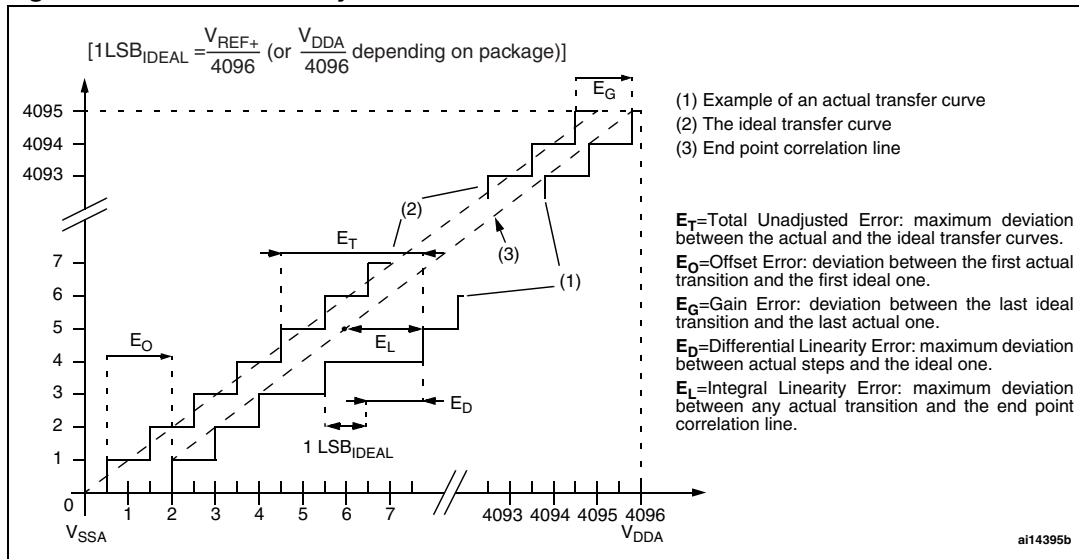 [1LSB_IDEAL = V_REF+ / 4096 (or V_DDA / 4096 depending on package)]
E_G
4095
4094
4093
(1) Example of an actual transfer curve
(2) The ideal transfer curve
(3) End point correlation line
(2)
E_T
(3)
(1)
7
6
5
4
3
2
1
0
E_O
E_L
E_D
1 LSB_IDEAL
E_T=Total Unadjusted Error: maximum deviation
between the actual and the ideal transfer curves.
E_O=Offset Error: deviation between the first actual
transition and the first ideal one.
E_G=Gain Error: deviation between the last ideal
transition and the last actual one.
E_D=Differential Linearity Error: maximum deviation
between actual steps and the ideal one.
E_L=Integral Linearity Error: maximum deviation
between any actual transition and the end point
correlation line.
1 2 3 4 5 6 7 4093 4094 4095 4096
V_SSA V_DDA
ai14395b